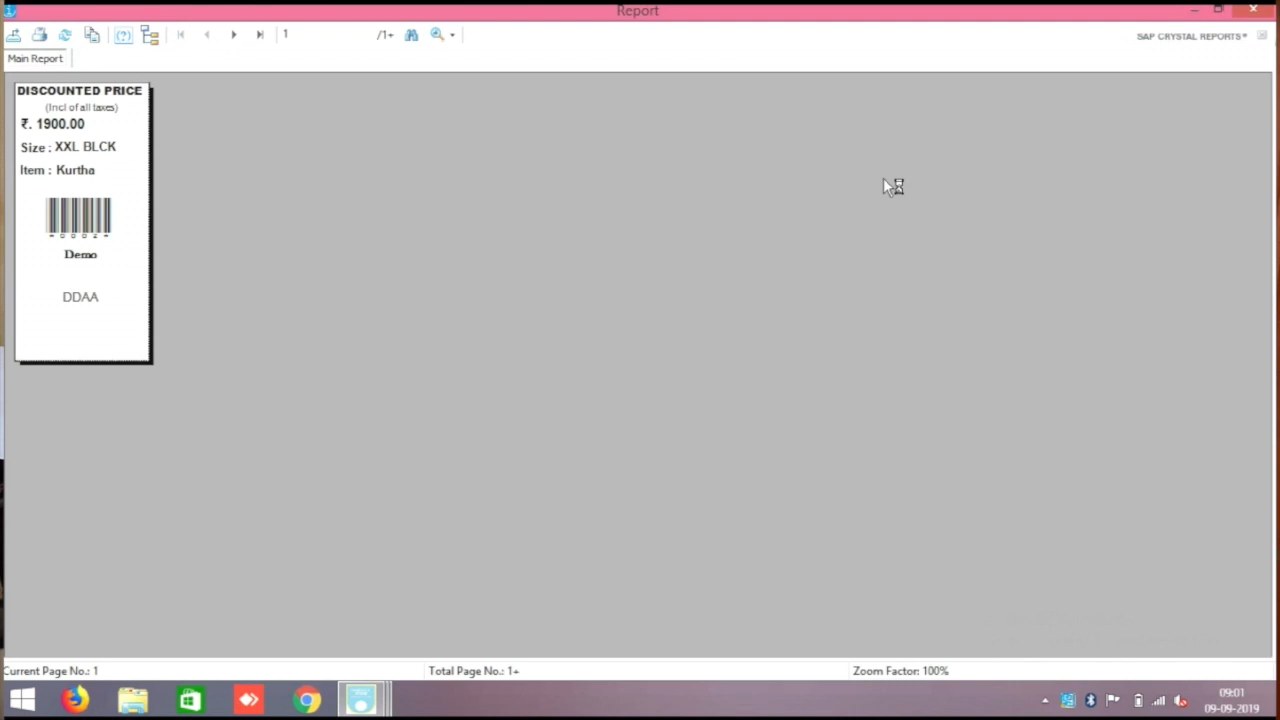 Report
1
/1+
SAP CRYSTAL REPORTS®
Main Report
DISCOUNTED PRICE
(Incl of all taxes)
₹. 1900.00
Size : XXL BLCK
Item : Kurtha
Demo
DDAA
Current Page No.: 1
Total Page No.: 1+
Zoom Factor: 100%
09:01
09-09-2019